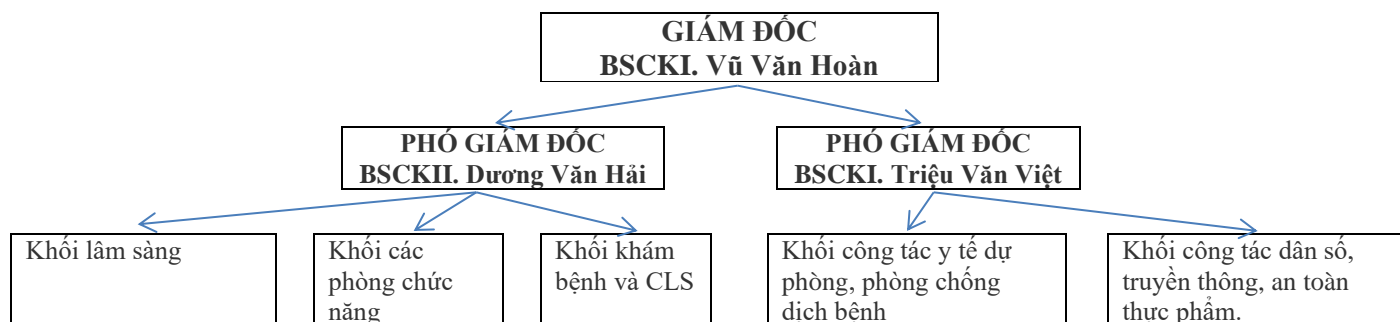 GIÁM ĐỐC
BSCKI. Vũ Văn Hoàn
PHÓ GIÁM ĐỐC
BSCKII. Dương Văn Hải
PHÓ GIÁM ĐỐC
BSCKI. Triệu Văn Việt
Khối lâm sàng
Khối các
phòng chức
năng
Khối khám
bệnh và CLS
Khối công tác y tế dự
phòng, phòng chống
dịch bệnh
Khối công tác dân số,
truyền thông, an toàn
thực phẩm.